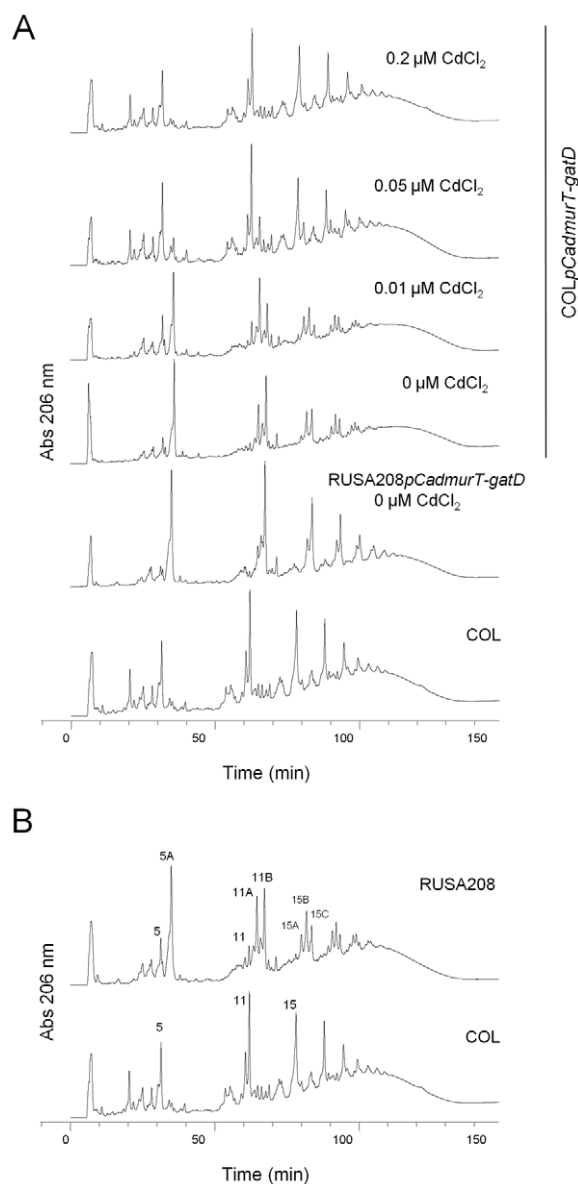 A
0.2 µM CdCl₂
0.05 µM CdCl₂
0.01 µM CdCl₂
0 µM CdCl₂
COLpCadmurT-gatD
RUSA208pCadmurT-gatD
0 µM CdCl₂
COL
Abs 206 nm
0 50 100 150
Time (min)
B
5A
5
11A
11B
11
15B
15A
15C
RUSA208
5
11
15
COL
Abs 206 nm
0 50 100 150
Time (min)